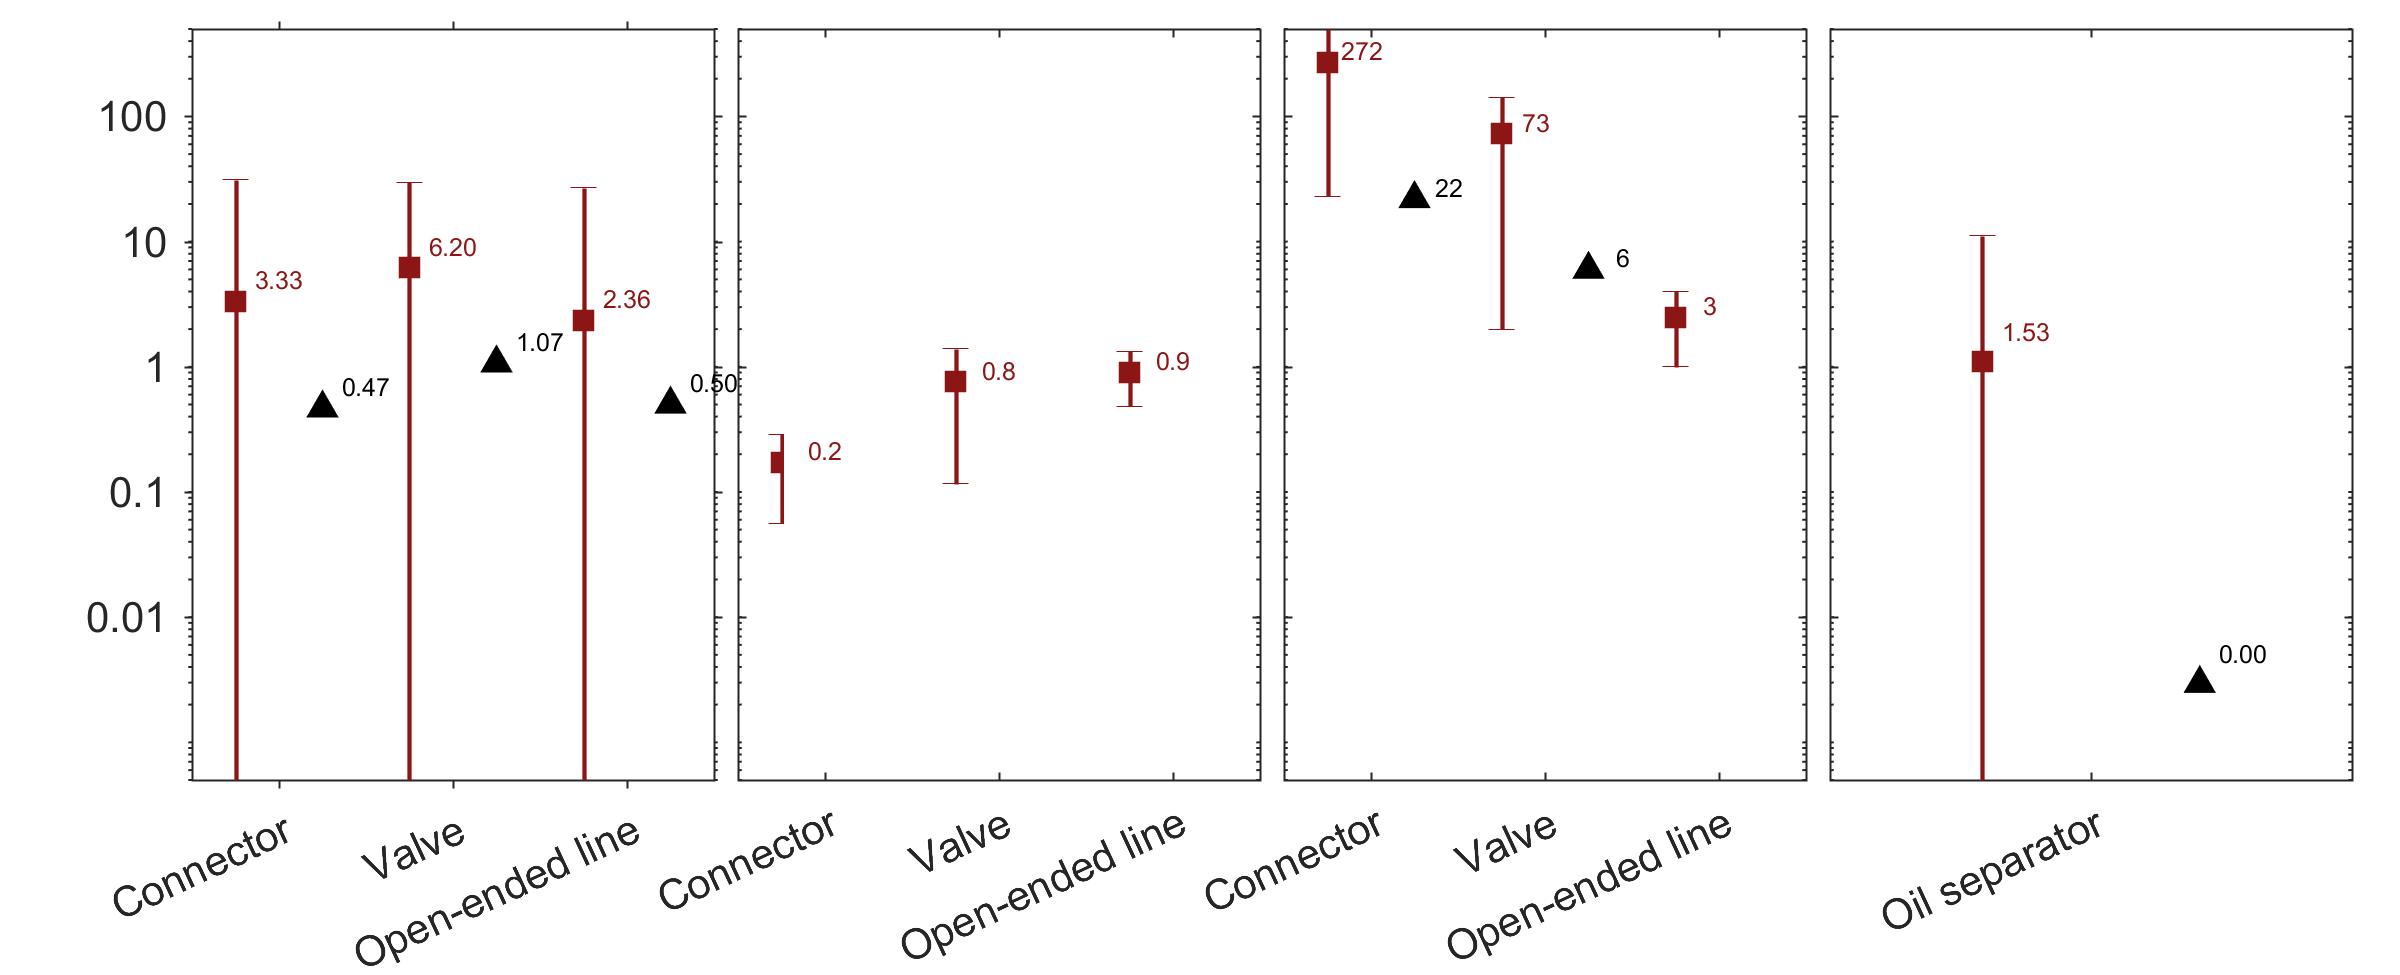 100
10
1
0.1
0.01
3.33
0.47
6.20
1.07
2.36
0.50
0.2
0.8
0.9
272
22
73
6
3
1.53
0.00
Connector
Valve
Open-ended line
Connector
Valve
Open-ended line
Connector
Valve
Open-ended line
Oil separator